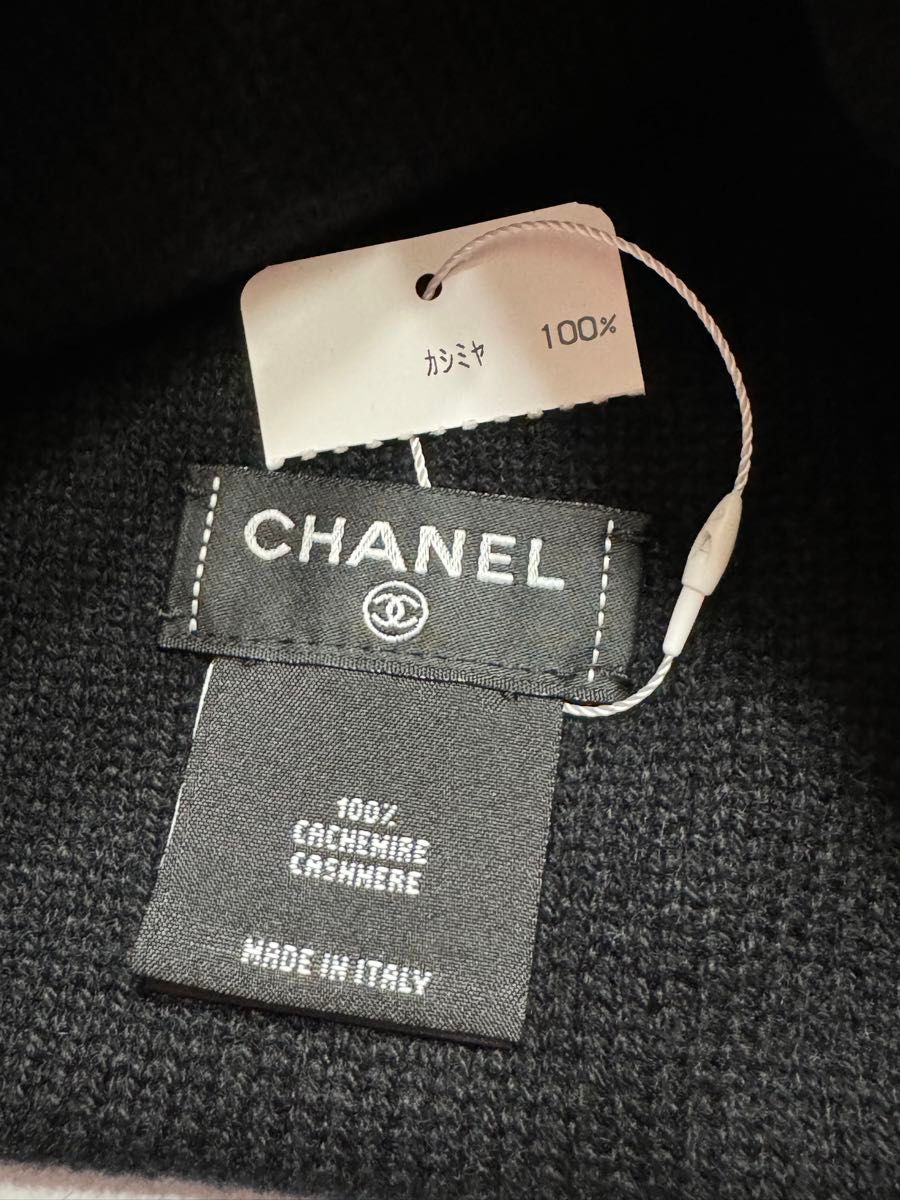 カシミヤ 100%
CHANEL
100%
CACHEMIRE
CASHMERE
MADE IN ITALY